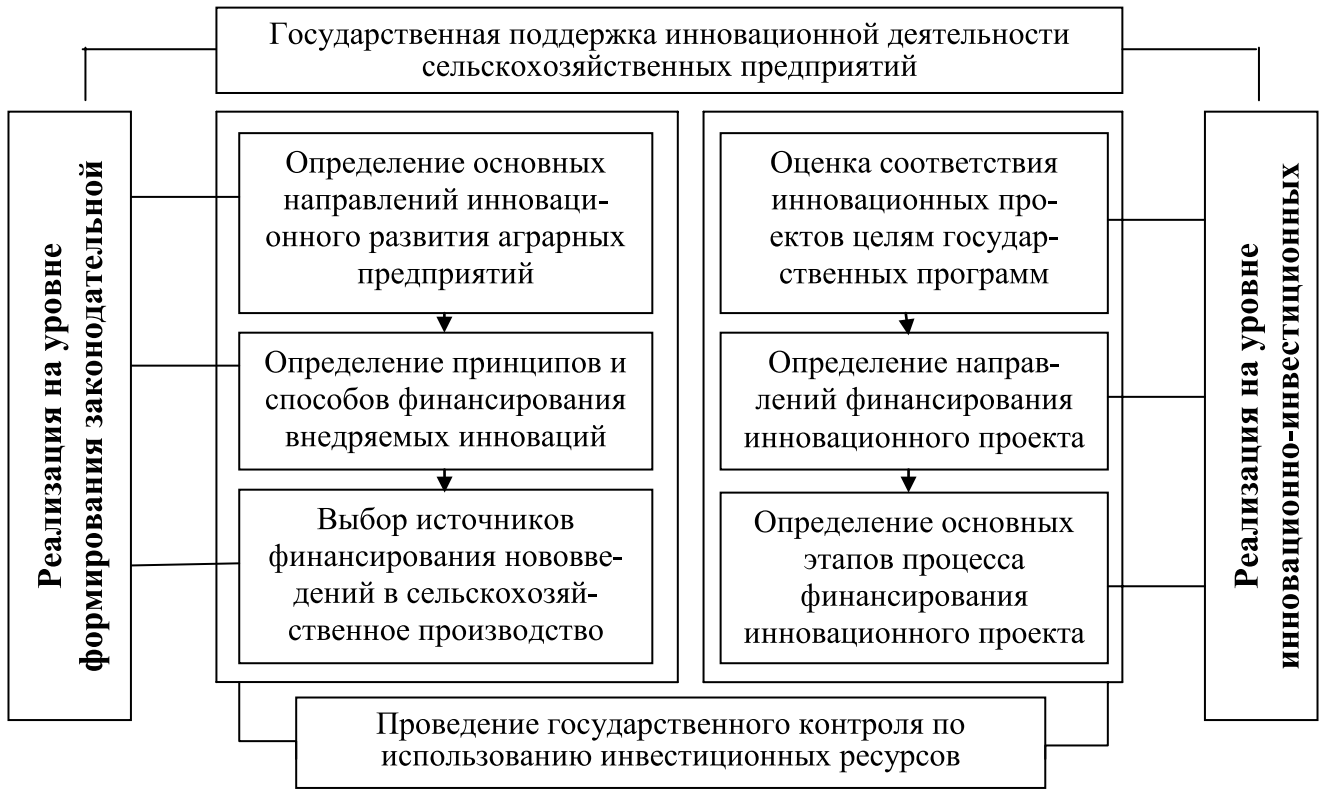 Государственная поддержка инновационной деятельности
сельскохозяйственных предприятий
Реализация на уровне
формирования законодательной
Определение основных
направлений инноваци-
онного развития аграрных
предприятий
Определение принципов и
способов финансирования
внедряемых инноваций
Выбор источников
финансирования нововве-
дений в сельскохозяй-
ственное производство
Оценка соответствия
инновационных про-
ектов целям государ-
ственных программ
Определение направ-
лений финансирования
инновационного проекта
Определение основных
этапов процесса
финансирования
инновационного проекта
Реализация на уровне
инновационно-инвестиционных
Проведение государственного контроля по
использованию инвестиционных ресурсов